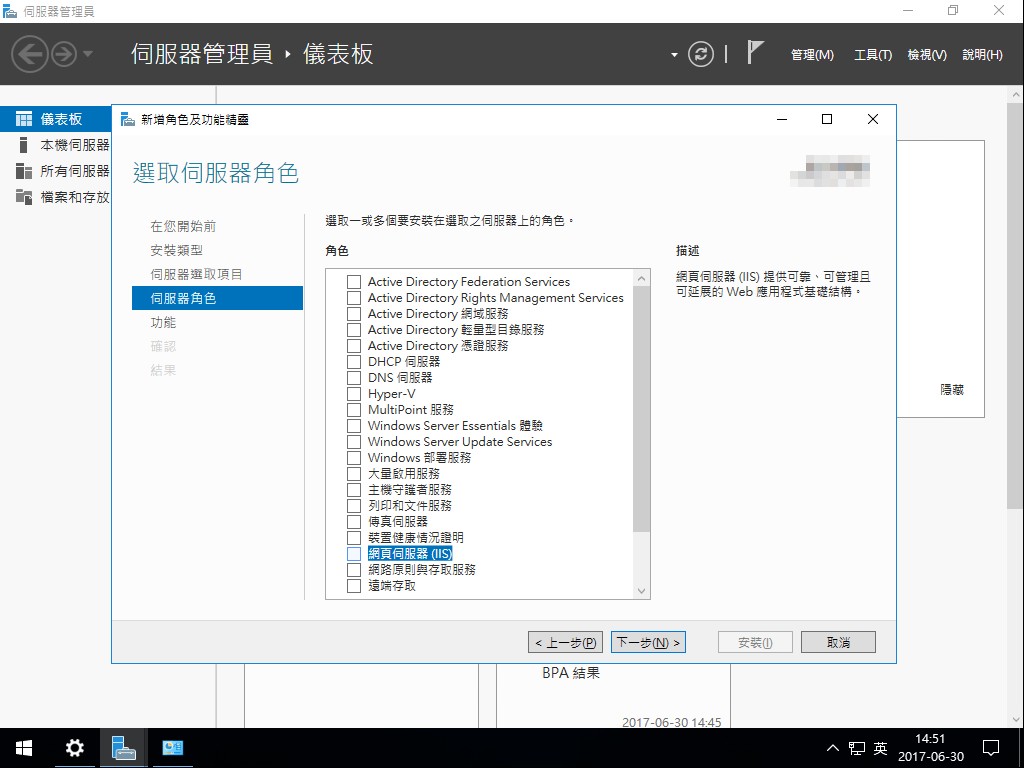 伺服器管理員
伺服器管理員 ‣ 儀表板
管理(M) 工具(T) 檢視(V) 說明(H)
儀表板
本機伺服器
所有伺服器
檔案和存放
新增角色及功能精靈
選取伺服器角色
在您開始前
安裝類型
伺服器選取項目
伺服器角色
功能
確認
結果
選取一或多個要安裝在選取之伺服器上的角色。
角色
Active Directory Federation Services
Active Directory Rights Management Services
Active Directory 網域服務
Active Directory 輕量型目錄服務
Active Directory 憑證服務
DHCP 伺服器
DNS 伺服器
Hyper-V
MultiPoint 服務
Windows Server Essentials 體驗
Windows Server Update Services
Windows 部署服務
大量啟用服務
主機守護者服務
列印和文件服務
傳真伺服器
裝置健康情況證明
網頁伺服器 (IIS)
網路原則與存取服務
遠端存取
描述
網頁伺服器 (IIS) 提供可靠、可管理且
可延展的 Web 應用程式基礎結構。
隱藏
< 上一步(P) 下一步(N) > 安裝(I) 取消
BPA 結果
2017-06-30 14:45
英
14:51
2017-06-30